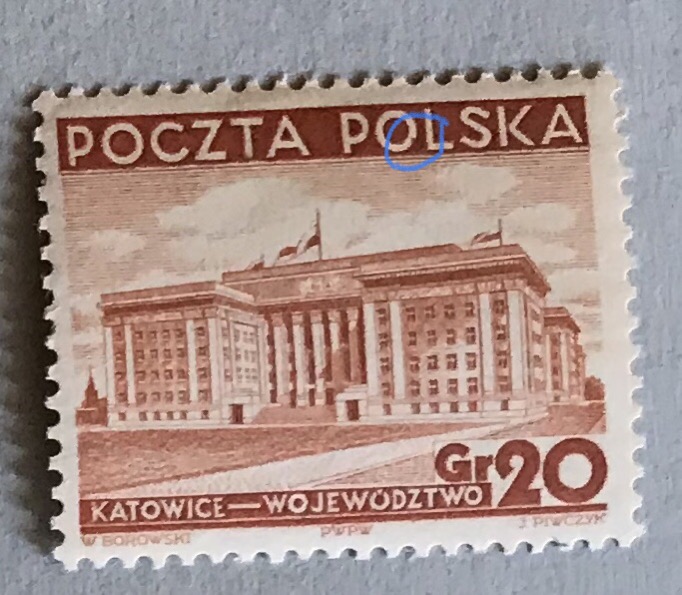 POCZTA POLSKA
Gr 20
KATOWICE—WOJEWÓDZTWO
W BOROWSKI PWPW J. PIWCZYK